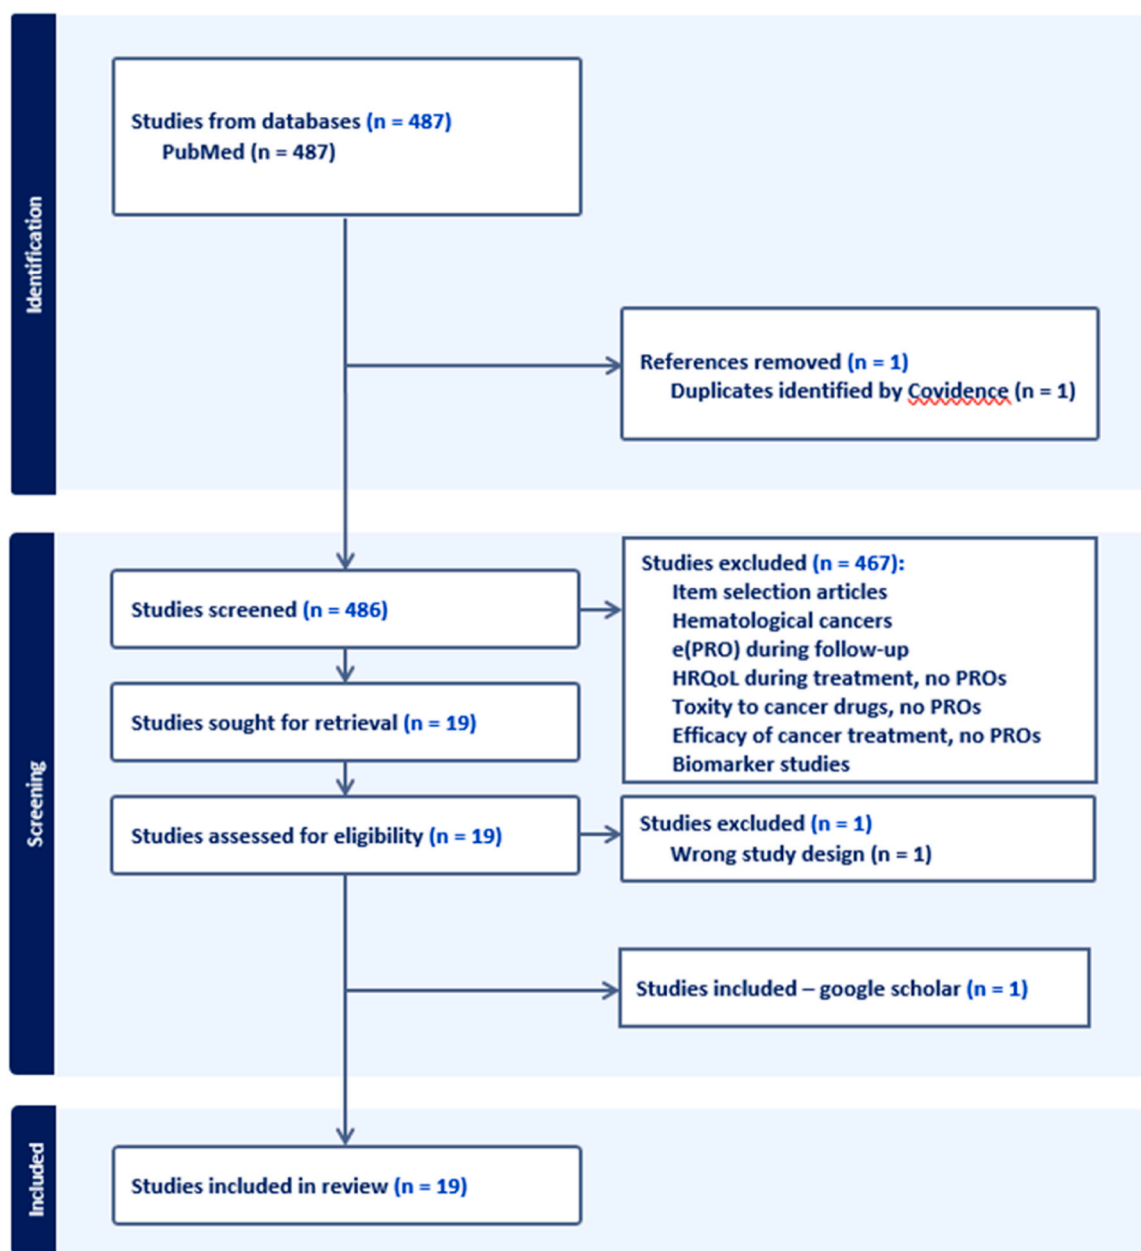 Identification
Studies from databases (n = 487)
PubMed (n = 487)
References removed (n = 1)
Duplicates identified by Covidence (n = 1)
Screening
Studies screened (n = 486)
Studies excluded (n = 467):
Item selection articles
Hematological cancers
e(PRO) during follow-up
HRQoL during treatment, no PROs
Toxity to cancer drugs, no PROs
Efficacy of cancer treatment, no PROs
Biomarker studies
Studies sought for retrieval (n = 19)
Studies assessed for eligibility (n = 19)
Studies excluded (n = 1)
Wrong study design (n = 1)
Studies included – google scholar (n = 1)
Included
Studies included in review (n = 19)